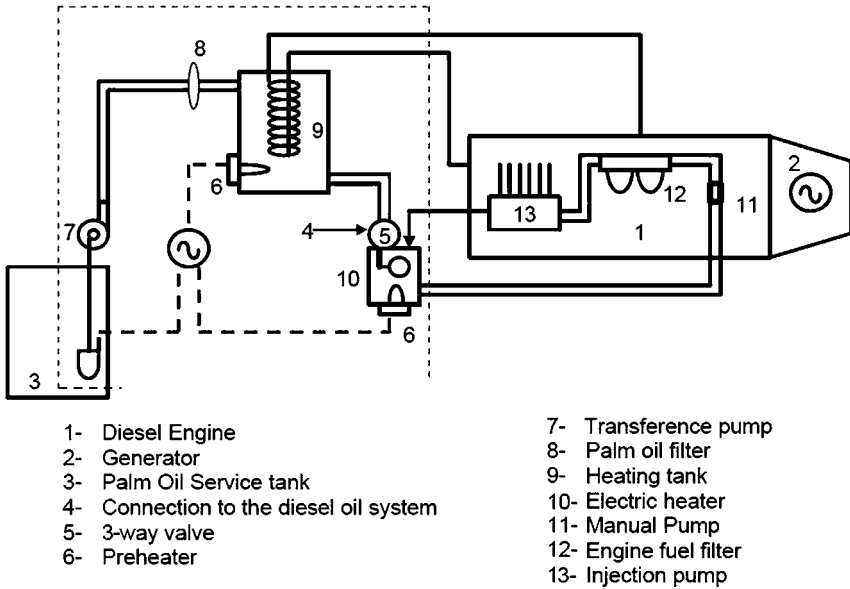 8
9
6
7
4
5
10
6
3
13
12
11
2
1
1- Diesel Engine
2- Generator
3- Palm Oil Service tank
4- Connection to the diesel oil system
5- 3-way valve
6- Preheater
7- Transference pump
8- Palm oil filter
9- Heating tank
10- Electric heater
11- Manual Pump
12- Engine fuel filter
13- Injection pump